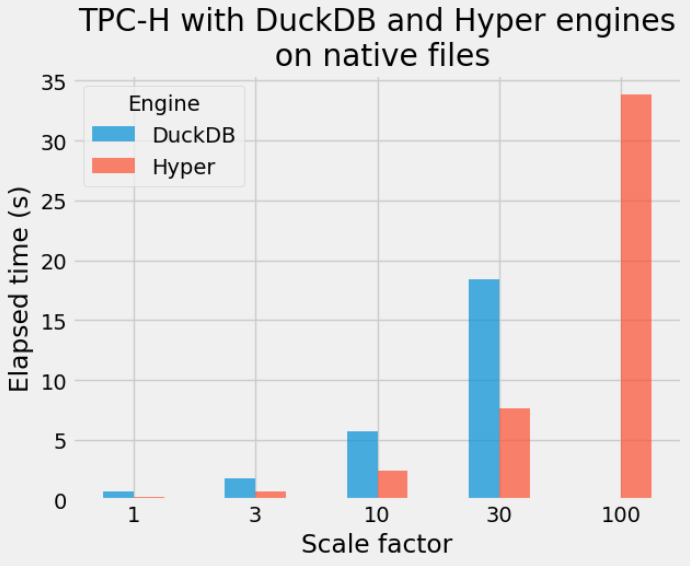 TPC-H with DuckDB and Hyper engines
on native files
Engine
DuckDB
Hyper
Elapsed time (s)
35
30
25
20
15
10
5
0
1 3 10 30 100
Scale factor